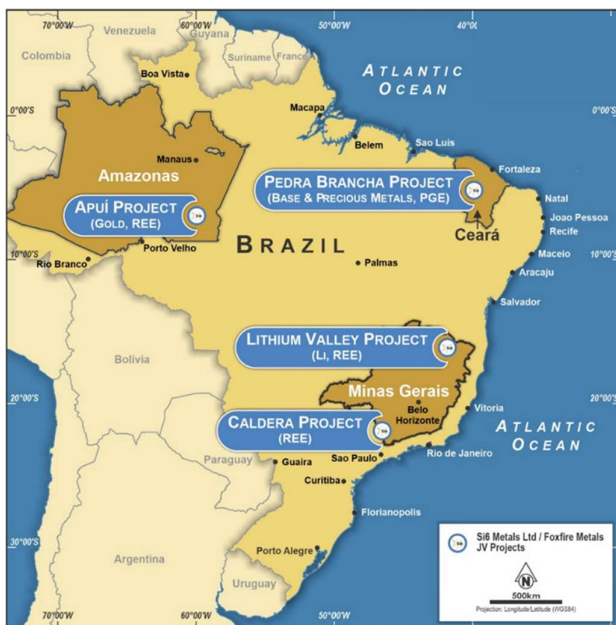 70°00'W
60°00'W
50°00'W
40°00'W
Venezuela
Guyana
Colombia
Suriname
France
Boa Vista
ATLANTIC
OCEAN
0°00'S
Macapa
Belem
Sao Luis
Manaus
Fortaleza
Amazonas
PEDRA BRANCHA PROJECT
(BASE & PRECIOUS METALS, PGE)
APUÍ PROJECT
(GOLD, REE)
Natal
Joao Pessoa
Recife
Ceará
BRAZIL
Porto Velho
Rio Branco
Maceio
10°00'S
Palmas
Aracaju
Salvador
LITHIUM VALLEY PROJECT
(LI, REE)
Bolivia
Minas Gerais
20°00'S
Belo
Horizonte
Vitoria
CALDERA PROJECT
(REE)
ATLANTIC
OCEAN
Rio de Janeiro
Sao Paulo
Paraguay
Guaira
Curitiba
Florianopolis
30°00'S
Porto Alegre
Argentina
Uruguay
Si6 Metals Ltd / Foxfire Metals
JV Projects
N
500km
Projection: Longitude/Latitude (WGS84)
70°00'W
60°00'W
50°00'W
40°00'W